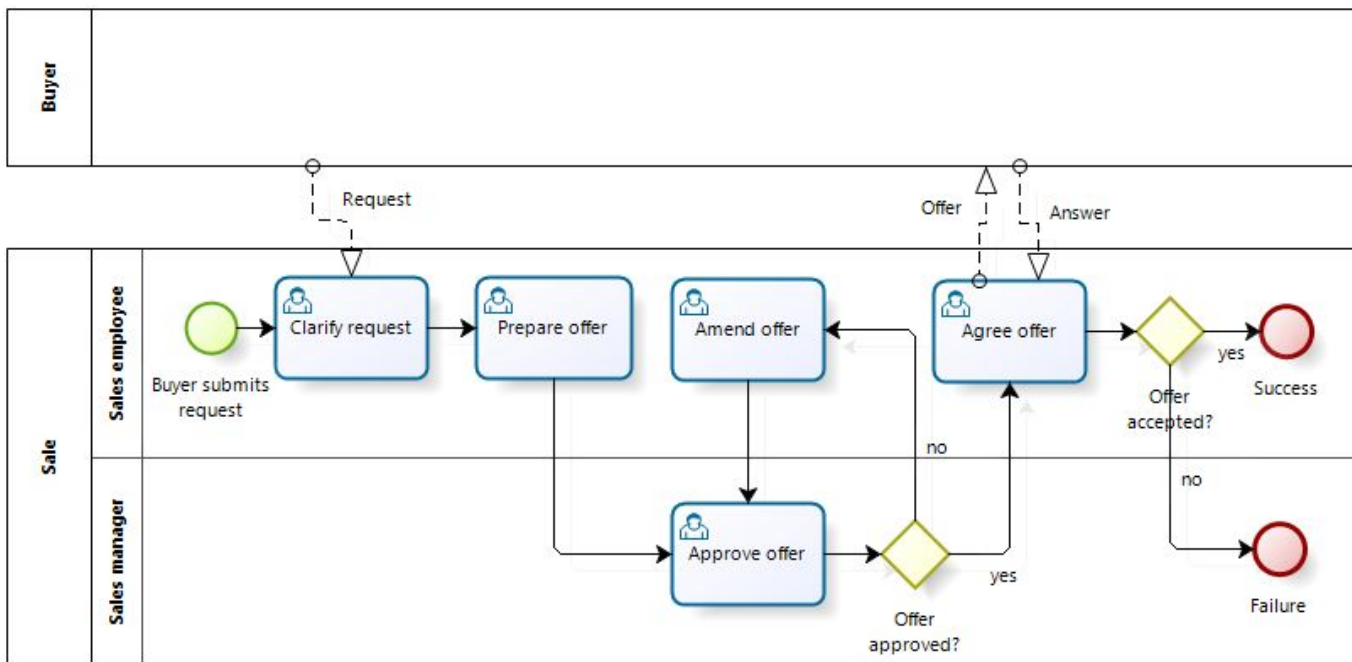 Buyer
Request
Offer
Answer
Sale
Sales employee
Clarify request
Prepare offer
Amend offer
Agree offer
Buyer submits
request
yes
Offer
accepted?
Success
no
no
Sales manager
Approve offer
yes
Offer
approved?
Failure